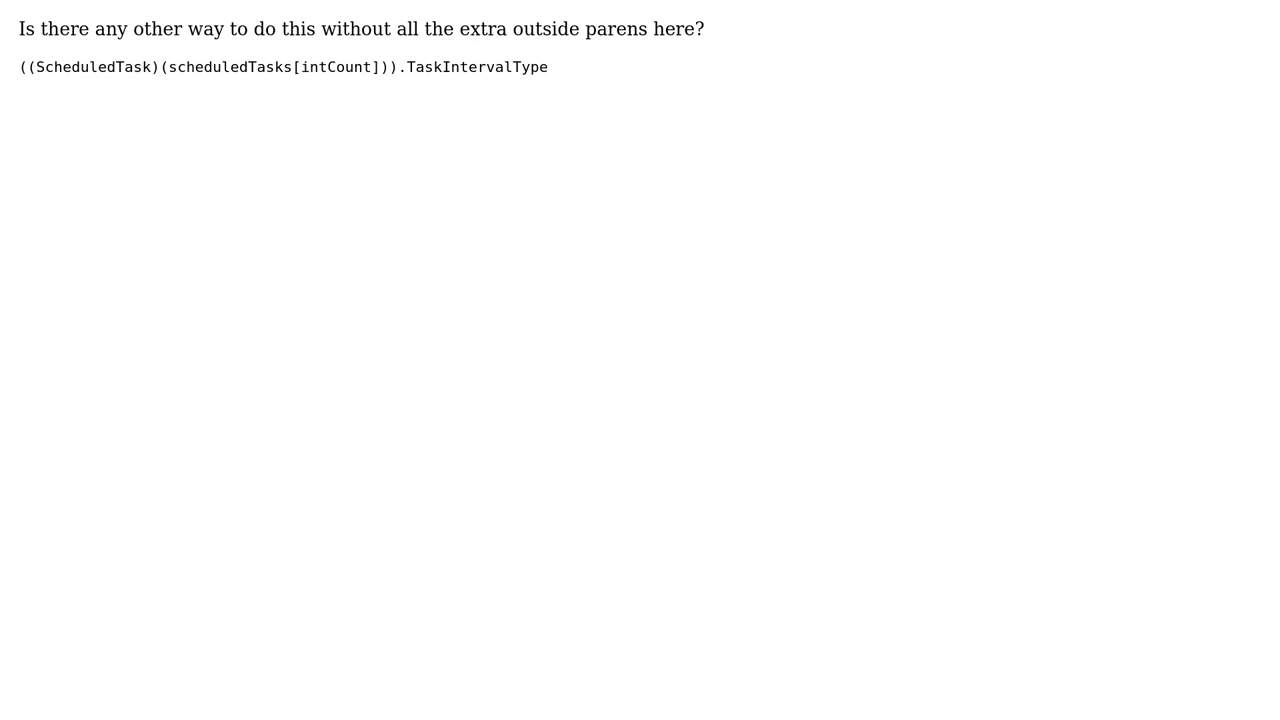 Is there any other way to do this without all the extra outside parens here?
((ScheduledTask)(scheduledTasks[intCount])).TaskIntervalType